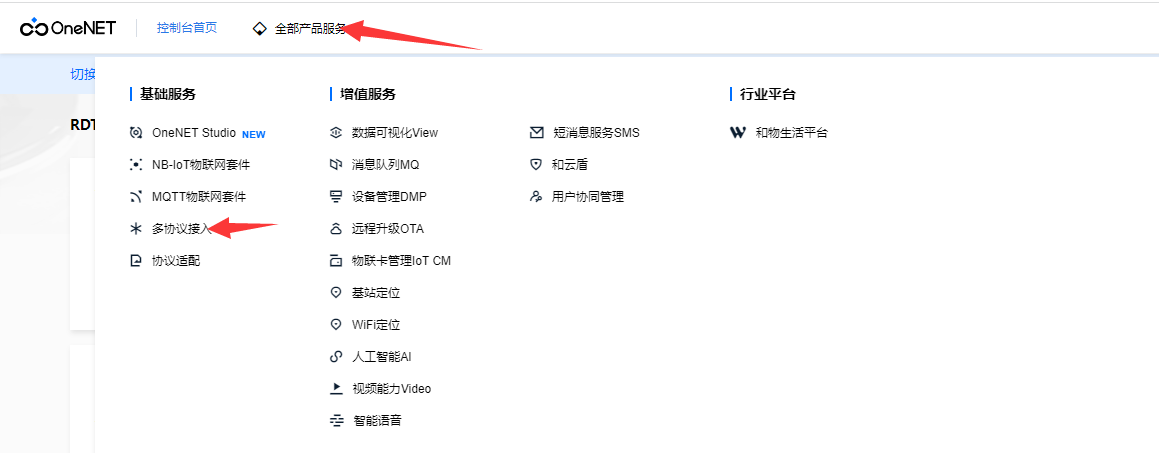 OneNET 控制台首页 全部产品服务
切换
基础服务 增值服务 行业平台
RDT
OneNET Studio NEW 数据可视化View 短消息服务SMS 和物生活平台
NB-IoT物联网套件 消息队列MQ 和云盾
MQTT物联网套件 设备管理DMP 用户协同管理
多协议接入 远程升级OTA
协议适配 物联卡管理IoT CM
基站定位
WiFi定位
人工智能AI
视频能力Video
智能语音